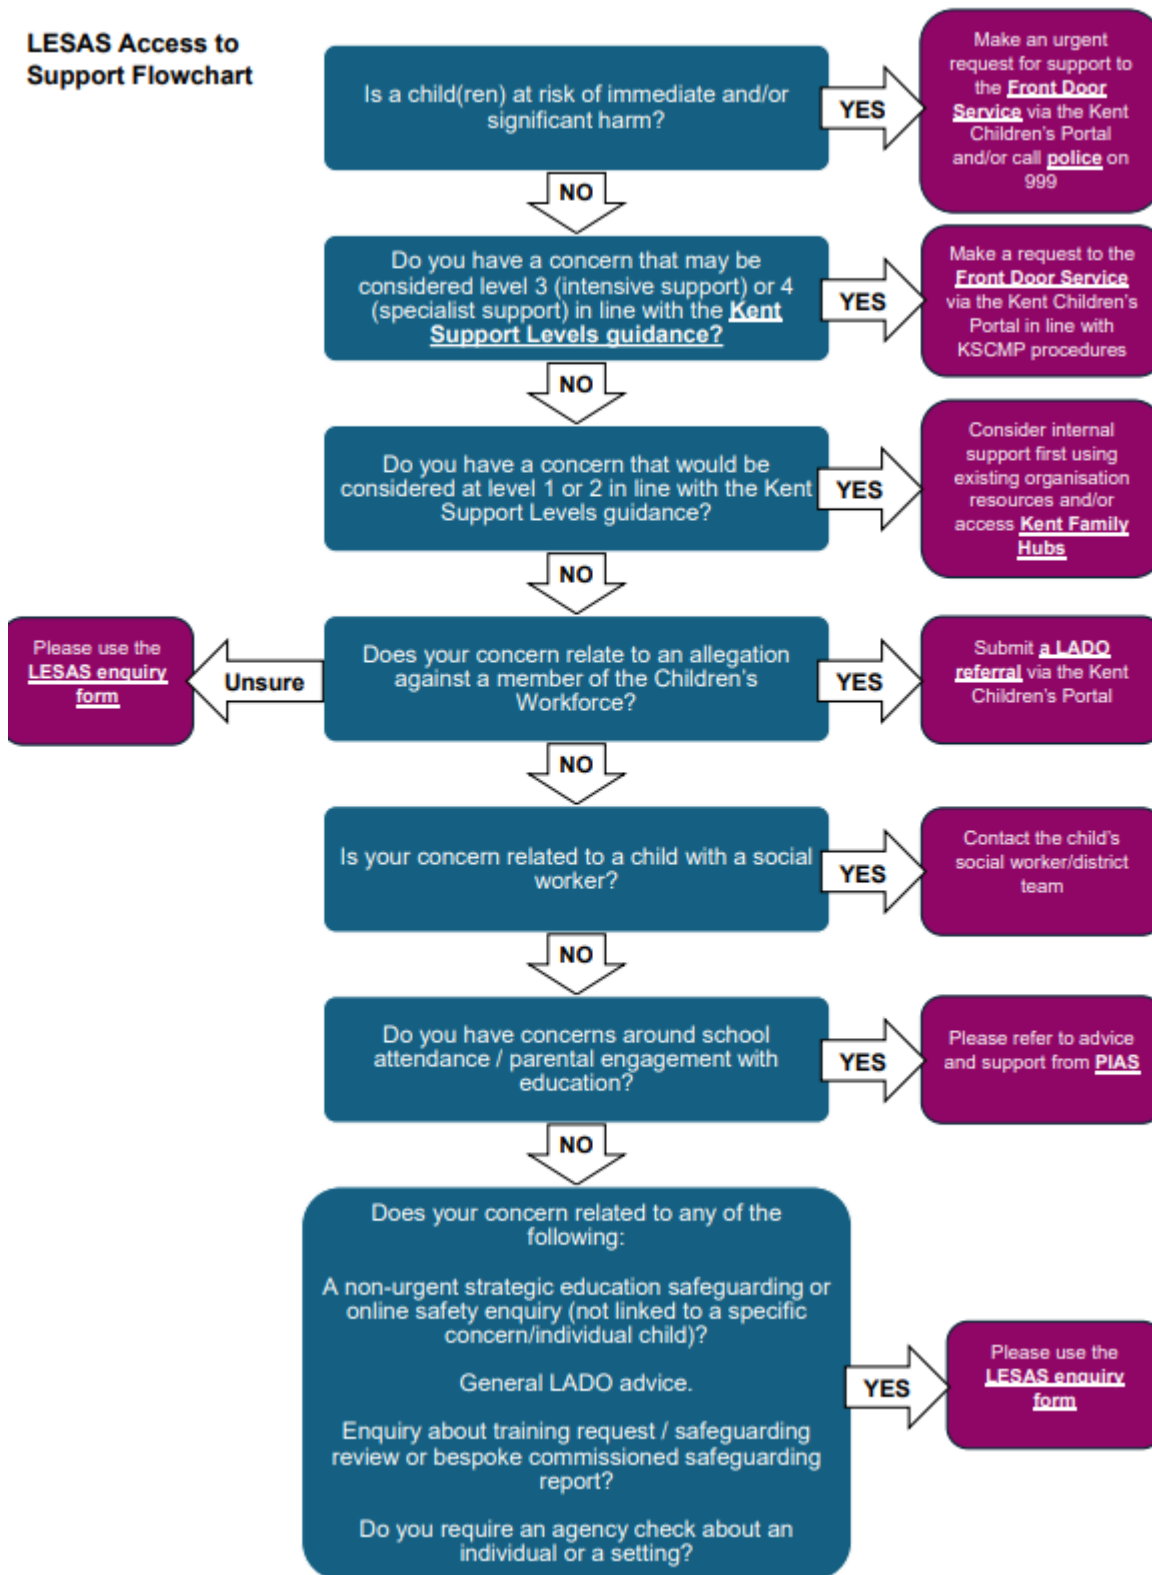 LESAS Access to
Support Flowchart
Is a child(ren) at risk of immediate and/or
significant harm?
YES
Make an urgent
request for support to
the Front Door
Service via the Kent
Children's Portal
and/or call police on
999
NO
Do you have a concern that may be
considered level 3 (intensive support) or 4
(specialist support) in line with the Kent
Support Levels guidance?
YES
Make a request to the
Front Door Service
via the Kent Children's
Portal in line with
KSCMP procedures
NO
Do you have a concern that would be
considered at level 1 or 2 in line with the Kent
Support Levels guidance?
YES
Consider internal
support first using
existing organisation
resources and/or
access Kent Family
Hubs
NO
Please use the
LESAS enquiry
form
Unsure
Does your concern relate to an allegation
against a member of the Children's
Workforce?
YES
Submit a LADO
referral via the Kent
Children's Portal
NO
Is your concern related to a child with a social
worker?
YES
Contact the child's
social worker/district
team
NO
Do you have concerns around school
attendance / parental engagement with
education?
YES
Please refer to advice
and support from PIAS
NO
Does your concern related to any of the
following:
A non-urgent strategic education safeguarding or
online safety enquiry (not linked to a specific
concern/individual child)?
General LADO advice.
Enquiry about training request / safeguarding
review or bespoke commissioned safeguarding
report?
Do you require an agency check about an
individual or a setting?
YES
Please use the
LESAS enquiry
form